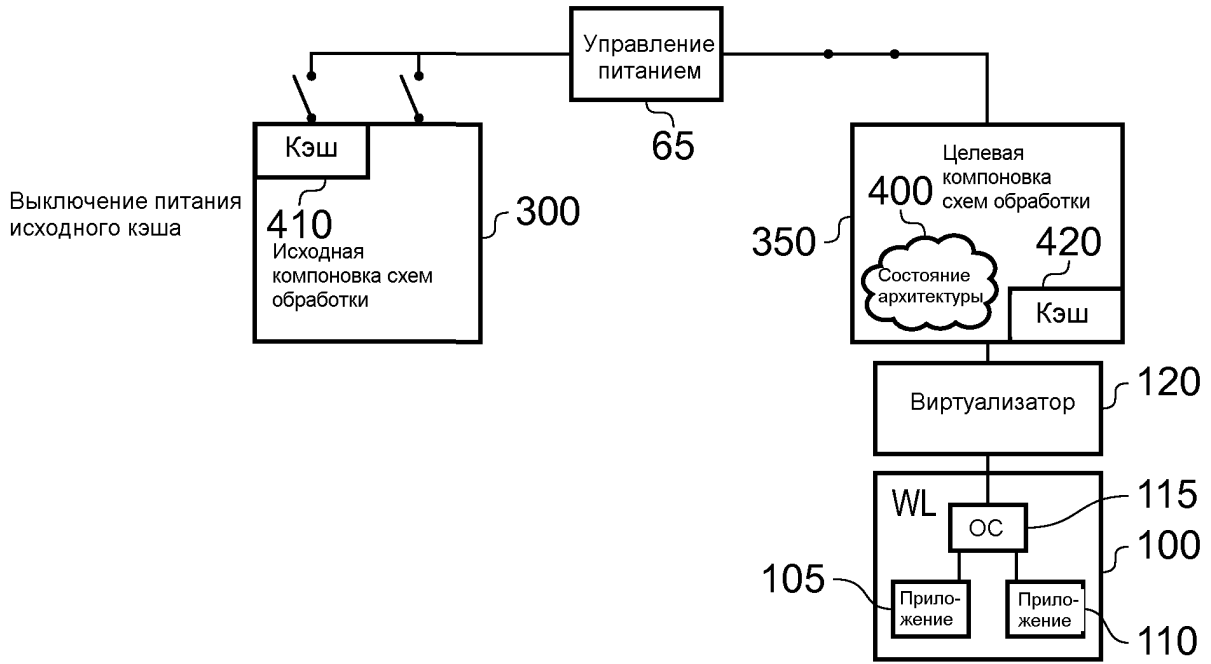 Управление
питанием
65
Кэш
410
Исходная
компоновка схем
обработки
300
Выключение питания
исходного кэша
Целевая
компоновка
схем обработки
400
350
420
Состояние
архитектуры
Кэш
Виртуализатор
120
WL
ОС
115
100
105
Прило-
жение
Прило-
жение
110